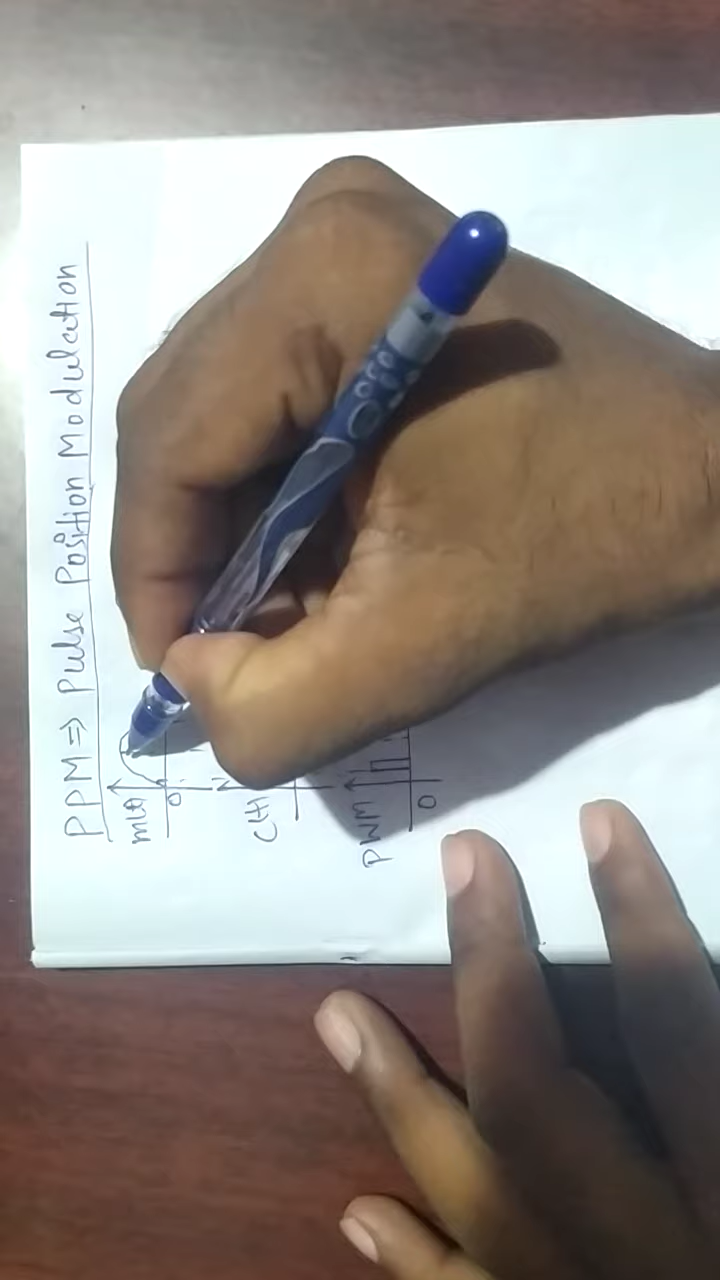 PPM ⇒ Pulse Position Modulation
m(t)
0
c(t)
PWM
0